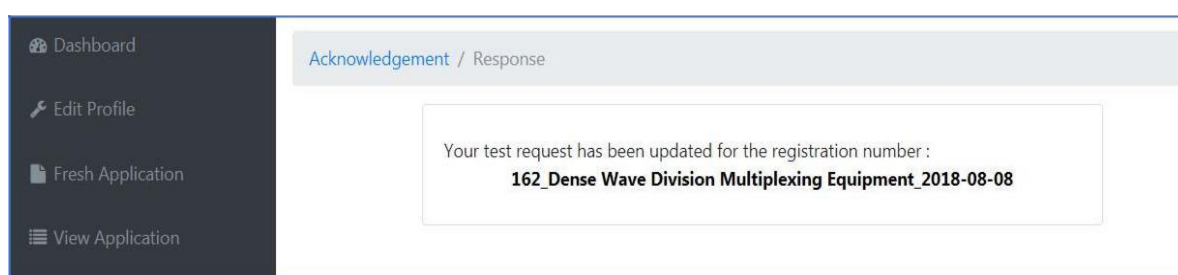 Dashboard
Edit Profile
Fresh Application
View Application
Acknowledgement / Response
Your test request has been updated for the registration number :
162_Dense Wave Division Multiplexing Equipment_2018-08-08